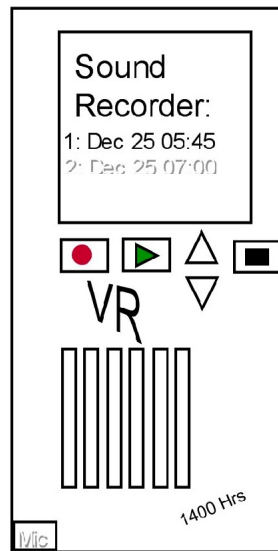 Sound
Recorder:
1: Dec 25 05:45
2: Dec 25 07:00
VR
1400 Hrs
Mic